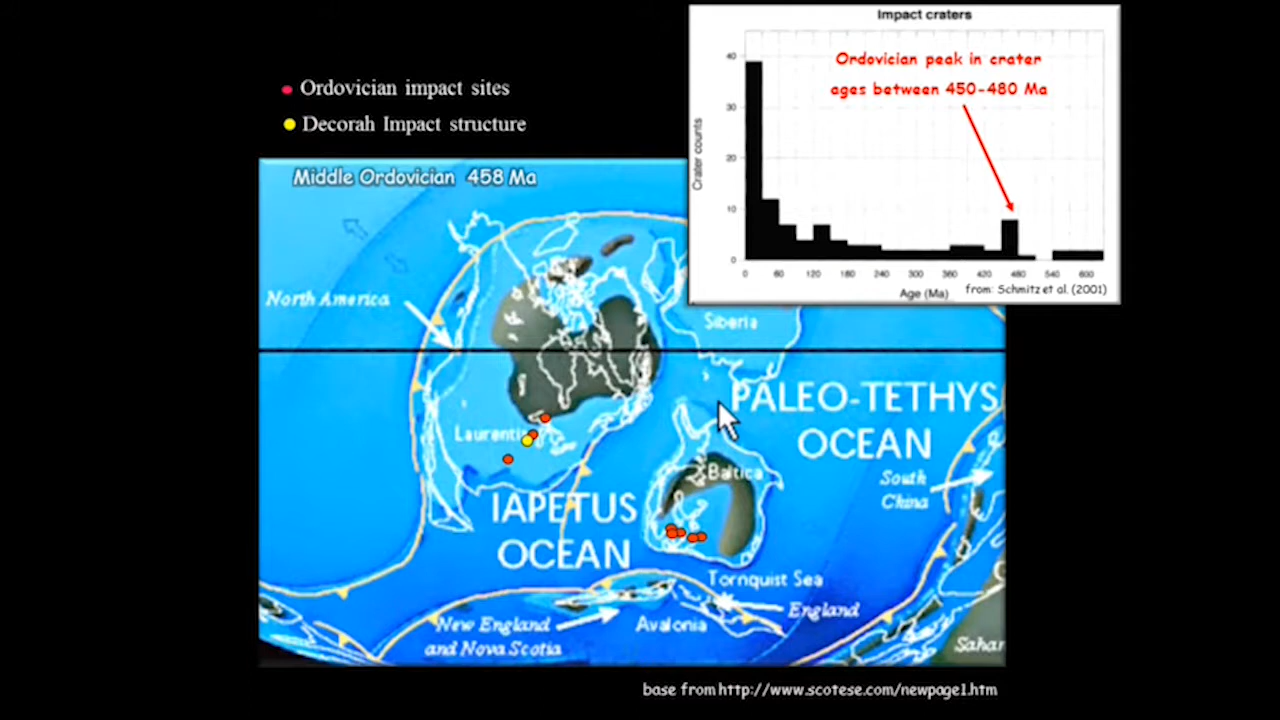 Impact craters
Ordovician peak in crater
ages between 450-480 Ma
40
30
20
10
0
Crater counts
0 60 120 180 240 300 360 420 480 540 600
Age (Ma)
from: Schmitz et al. (2001)
Ordovician impact sites
Decorah Impact structure
Middle Ordovician 458 Ma
North America
Siberia
PALEO-TETHYS
OCEAN
Laurenti
Baltica
South
China
IAPETUS
OCEAN
Tornquist Sea
England
New England
and Nova Scotia
Avalonia
Sahar
base from http://www.scotese.com/newpage1.htm